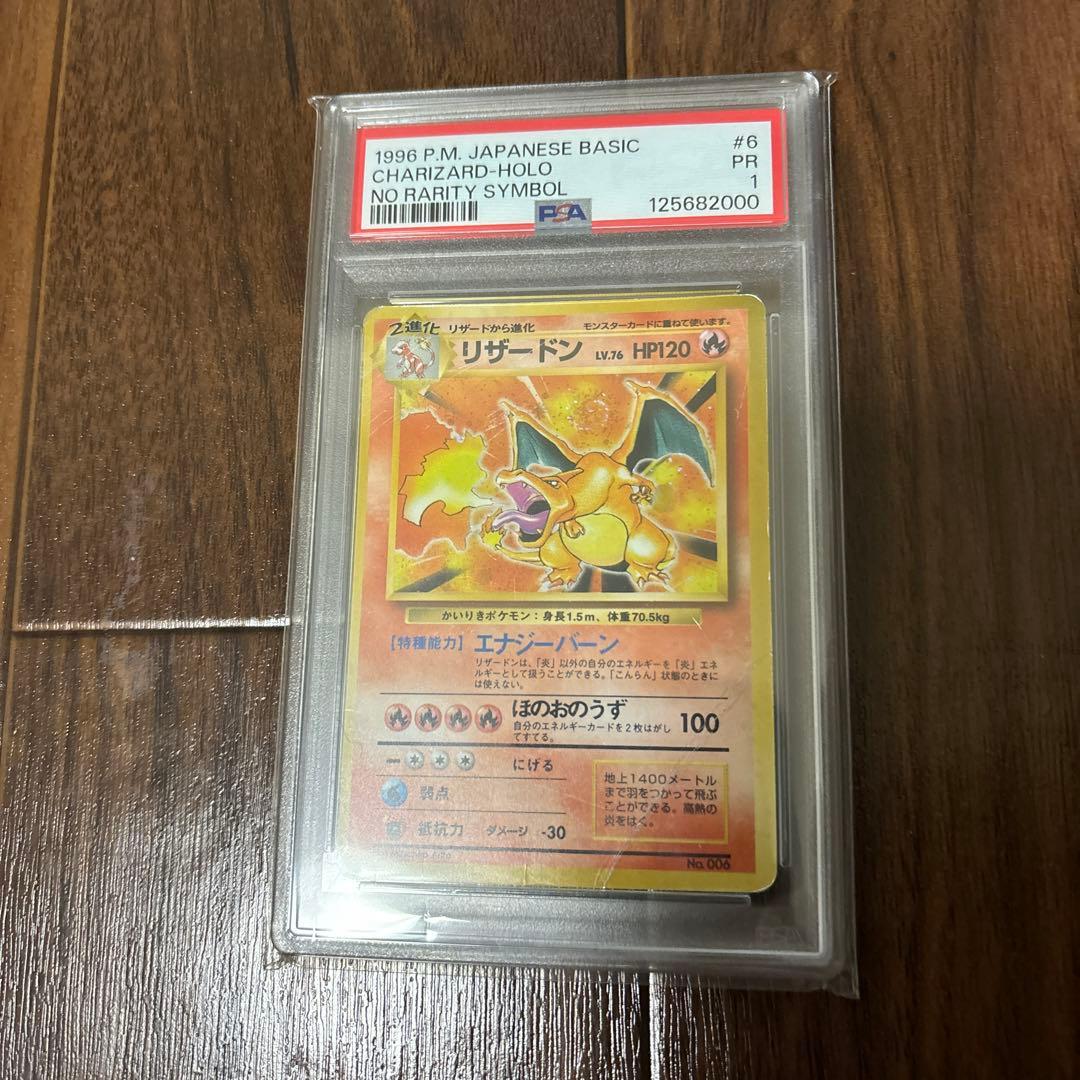 1996 P.M. JAPANESE BASIC #6
CHARIZARD-HOLO PR
NO RARITY SYMBOL 1
PSA 125682000
2進化 リザードから進化 モンスターカードに重ねて使います。
リザードン LV.76 HP120
かいりきポケモン：身長1.5m、体重70.5kg
［特種能力］エナジーバーン
リザードンは、「炎」以外の自分のエネルギーを「炎」エネ
ルギーとして扱うことができる。「こんらん」状態のときに
は使えない。
ほのおのうず 100
自分のエネルギーカードを２枚はがし
てすてる。
にげる
弱点
抵抗力 ダメージ -30
地上1400メートル
まで羽をつかって飛ぶ
ことができる。高熱の
炎をはく。
No. 006